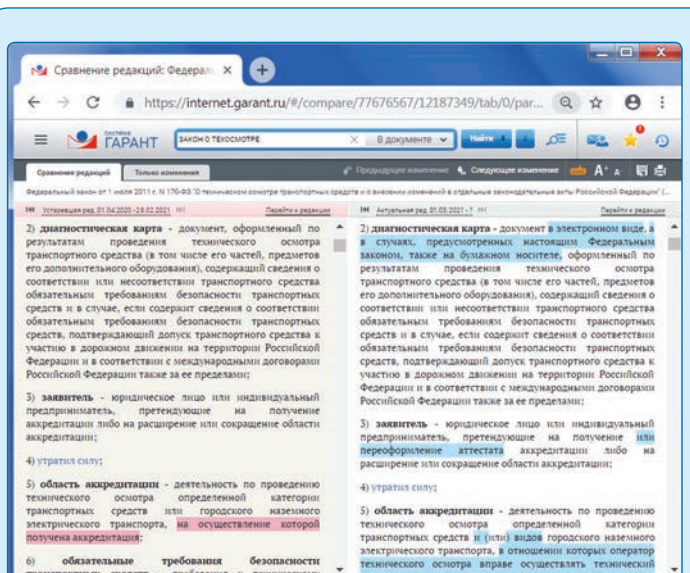 Сравнение редакций: Федерал
https://internet.garant.ru/#/compare/77676567/12187349/tab/0/par...
СИСТЕМА
ГАРАНТ
ЗАКОН О ТЕХОСМОТРЕ
В документе
Найти
Сравнение редакций
Только изменения
Предыдущее изменение
Следующее изменение
Федеральный закон от 1 июля 2011 г. N 170-ФЗ "О техническом осмотре транспортных средств и о внесении изменений в отдельные законодательные акты Российской Федерации" (...
Устаревшая ред. 01.04.2020-28.02.2021
Перейти к редакции
2) диагностическая карта - документ, оформленный по
результатам проведения технического осмотра
транспортного средства (в том числе его частей, предметов
его дополнительного оборудования), содержащий сведения о
соответствии или несоответствии транспортного средства
обязательным требованиям безопасности транспортных
средств и в случае, если содержит сведения о соответствии
обязательным требованиям безопасности транспортных
средств, подтверждающий допуск транспортного средства к
участию в дорожном движении на территории Российской
Федерации и в соответствии с международными договорами
Российской Федерации также за ее пределами;
3) заявитель - юридическое лицо или индивидуальный
предприниматель, претендующие на получение
аккредитации либо на расширение или сокращение области
аккредитации;
4) утратил силу;
5) область аккредитации - деятельность по проведению
технического осмотра определенной категории
транспортных средств или городского наземного
электрического транспорта, на осуществление которой
получена аккредитация;
6) обязательные требования безопасности
транспортных средств - требования к техническому
Актуальная ред. 01.03.2021-?
Перейти к редакции
2) диагностическая карта - документ в электронном виде, а
в случаях, предусмотренных настоящим Федеральным
законом, также на бумажном носителе, оформленный по
результатам проведения технического осмотра
транспортного средства (в том числе его частей, предметов
его дополнительного оборудования), содержащий сведения о
соответствии или несоответствии транспортного средства
обязательным требованиям безопасности транспортных
средств и в случае, если содержит сведения о соответствии
обязательным требованиям безопасности транспортных
средств, подтверждающий допуск транспортного средства к
участию в дорожном движении на территории Российской
Федерации и в соответствии с международными договорами
Российской Федерации также за ее пределами;
3) заявитель - юридическое лицо или индивидуальный
предприниматель, претендующие на получение или
переоформление аттестата аккредитации либо на
расширение или сокращение области аккредитации;
4) утратил силу;
5) область аккредитации - деятельность по проведению
технического осмотра определенной категории
транспортных средств и (или) видов городского наземного
электрического транспорта, в отношении которых оператор
технического осмотра вправе осуществлять технический